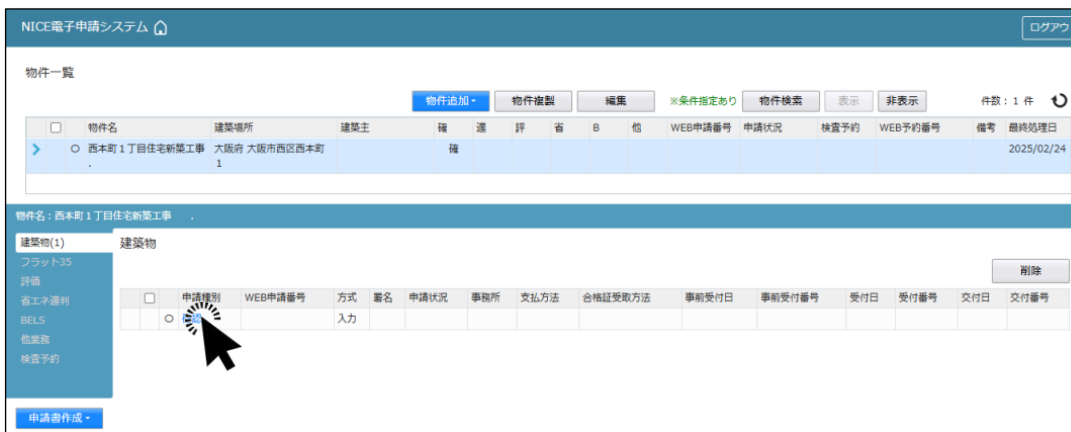 NICE電子申請システム
ログアウ
物件一覧
物件追加 物件複製 編集 ※条件指定あり 物件検索 表示 非表示 件数：1 件
物件名 建築場所 建築主 確 適 評 省 B 他 WEB申請番号 申請状況 検査予約 WEB予約番号 備考 最終処理日
西本町１丁目住宅新築工事 大阪府 大阪市西区西本町 確 2025/02/24
. 1
物件名：西本町１丁目住宅新築工事 .
建築物(1) 建築物
フラット35
削除
評価
省エネ適判 申請種別 WEB申請番号 方式 署名 申請状況 事務所 支払方法 合格証受取方法 事前受付日 事前受付番号 受付日 受付番号 交付日 交付番号
BELS 入力
他業務
検査予約
申請書作成